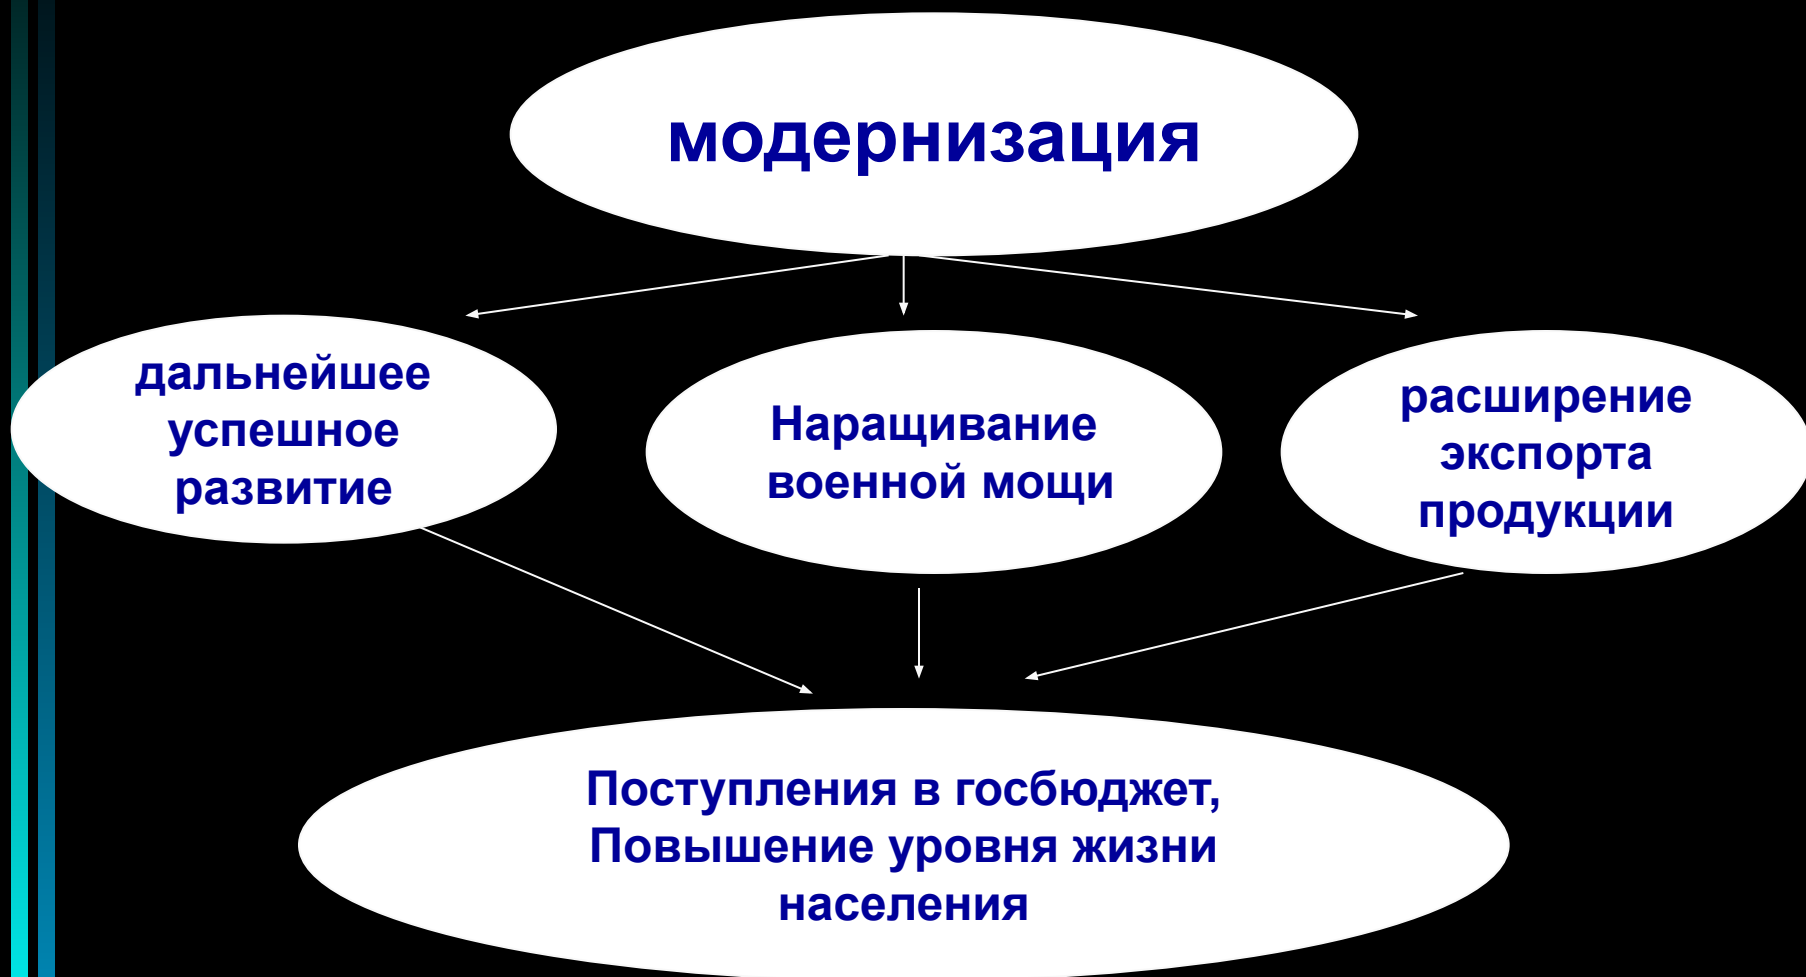 модернизация
дальнейшее
успешное
развитие
Наращивание
военной мощи
расширение
экспорта
продукции
Поступления в госбюджет,
Повышение уровня жизни
населения